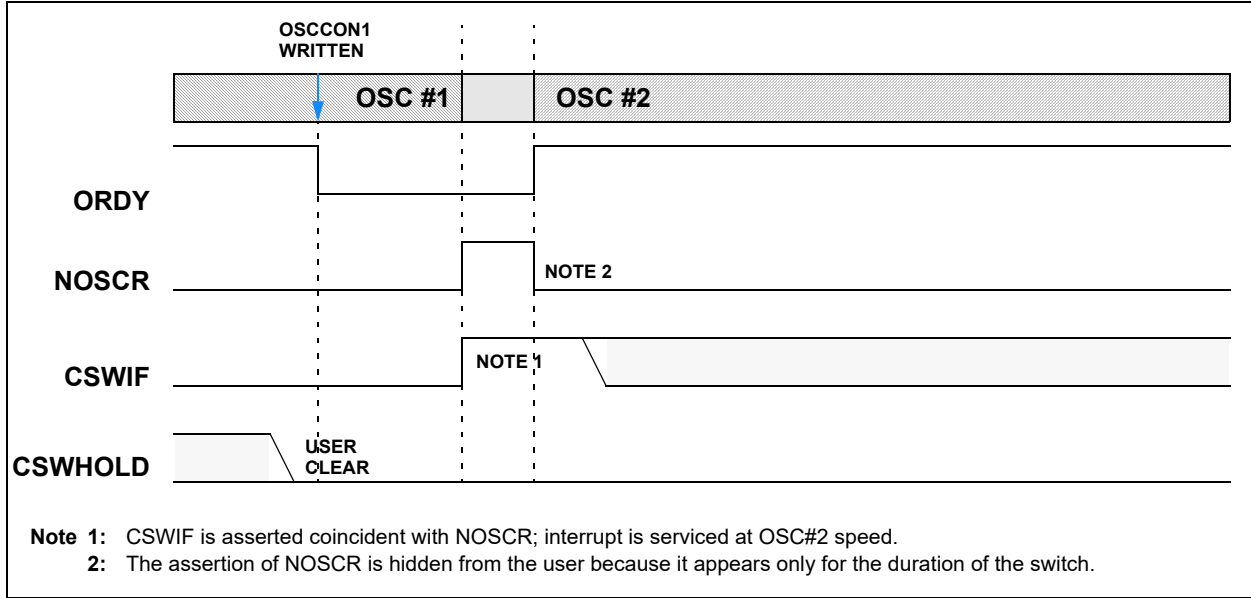 OSCCON1
WRITTEN
OSC #1
OSC #2
ORDY
NOSCR
NOTE 2
CSWIF
NOTE 1
CSWHOLD
USER
CLEAR
Note 1: CSWIF is asserted coincident with NOSCR; interrupt is serviced at OSC#2 speed.
2: The assertion of NOSCR is hidden from the user because it appears only for the duration of the switch.